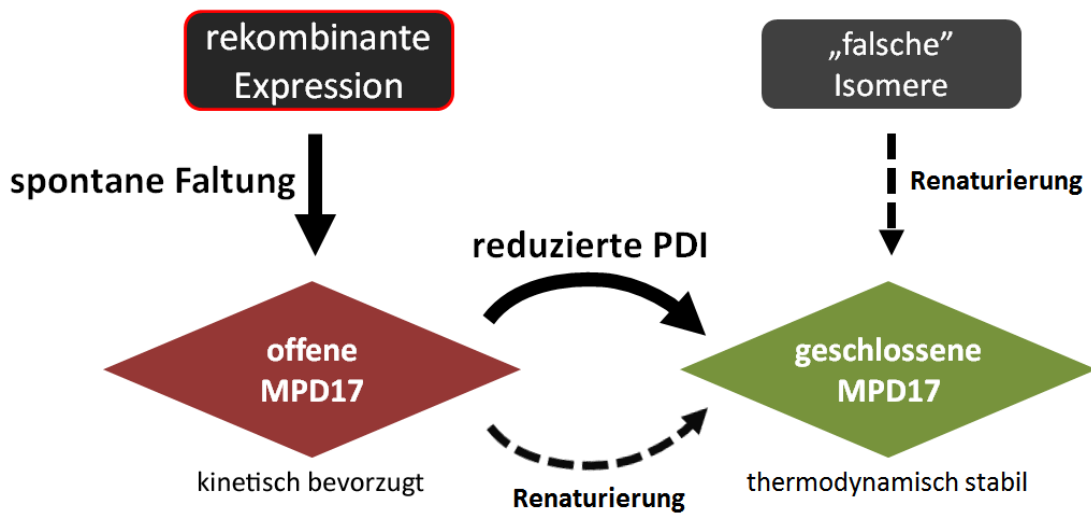 rekombinante
Expression
„falsche”
Isomere
spontane Faltung
Renaturierung
reduzierte PDI
offene
MPD17
geschlossene
MPD17
kinetisch bevorzugt
Renaturierung
thermodynamisch stabil